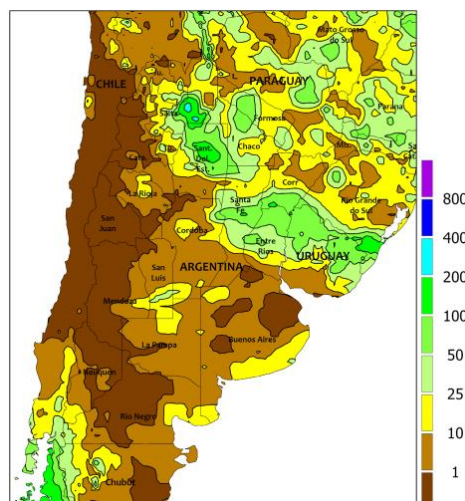 Mato Grosso
do Sul
CHILE
PARAGUAY
Parana
Salta
Formosa
Chaco
Sant.
Del
Est.
Mis.
Cata.
Corr
La Rioja
Rio Grande
do Sul
Santa
Fe
San
Juan
Cordoba
Entre
Rios
URUGUAY
ARGENTINA
San
Luis
Mendoza
Buenos Aires
La Pampa
Neuquen
Rio Negro
Chubut
800
400
200
100
50
25
10
1